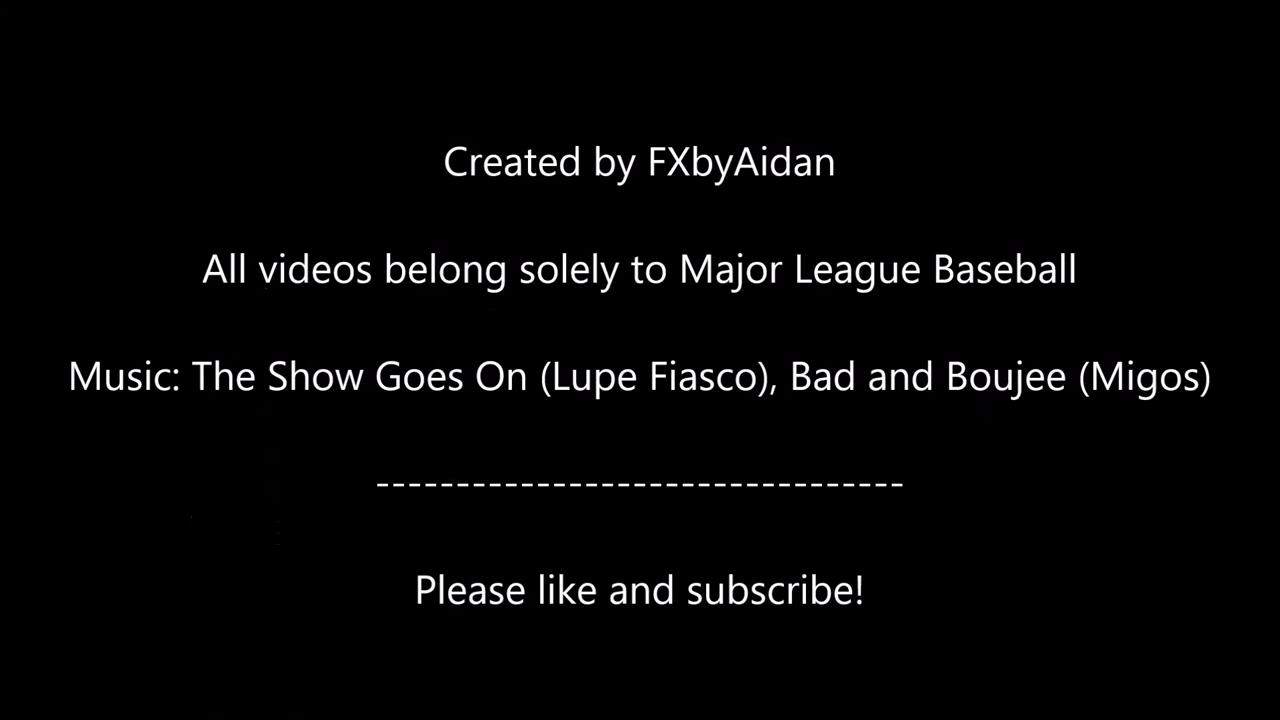 Created by FXbyAidan
All videos belong solely to Major League Baseball
Music: The Show Goes On (Lupe Fiasco), Bad and Boujee (Migos)
---------------------------------
Please like and subscribe!